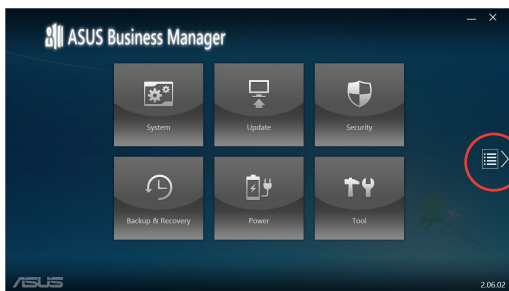 ASUS Business Manager
System
Update
Security
Backup & Recovery
Power
Tool
ASUS
2.06.02